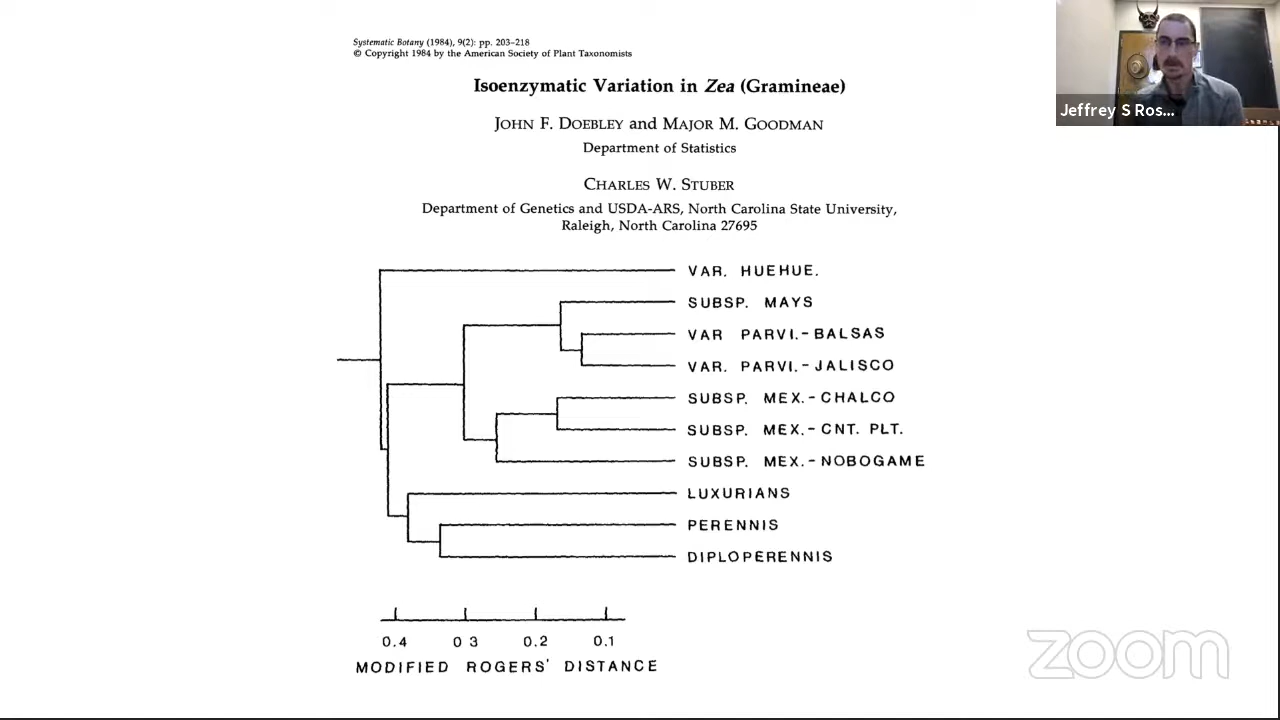 Systematic Botany (1984), 9(2): pp. 203–218
© Copyright 1984 by the American Society of Plant Taxonomists
Isoenzymatic Variation in Zea (Gramineae)
JOHN F. DOEBLEY and MAJOR M. GOODMAN
Department of Statistics
CHARLES W. STUBER
Department of Genetics and USDA-ARS, North Carolina State University,
Raleigh, North Carolina 27695
Jeffrey S Ros...
VAR. HUEHUE.
SUBSP. MAYS
VAR PARVI.-BALSAS
VAR. PARVI.-JALISCO
SUBSP. MEX.-CHALCO
SUBSP. MEX.-CNT. PLT.
SUBSP. MEX.-NOBOGAME
LUXURIANS
PERENNIS
DIPLOPERENNIS
0.4 0 3 0.2 0.1
MODIFIED ROGERS' DISTANCE
zoom